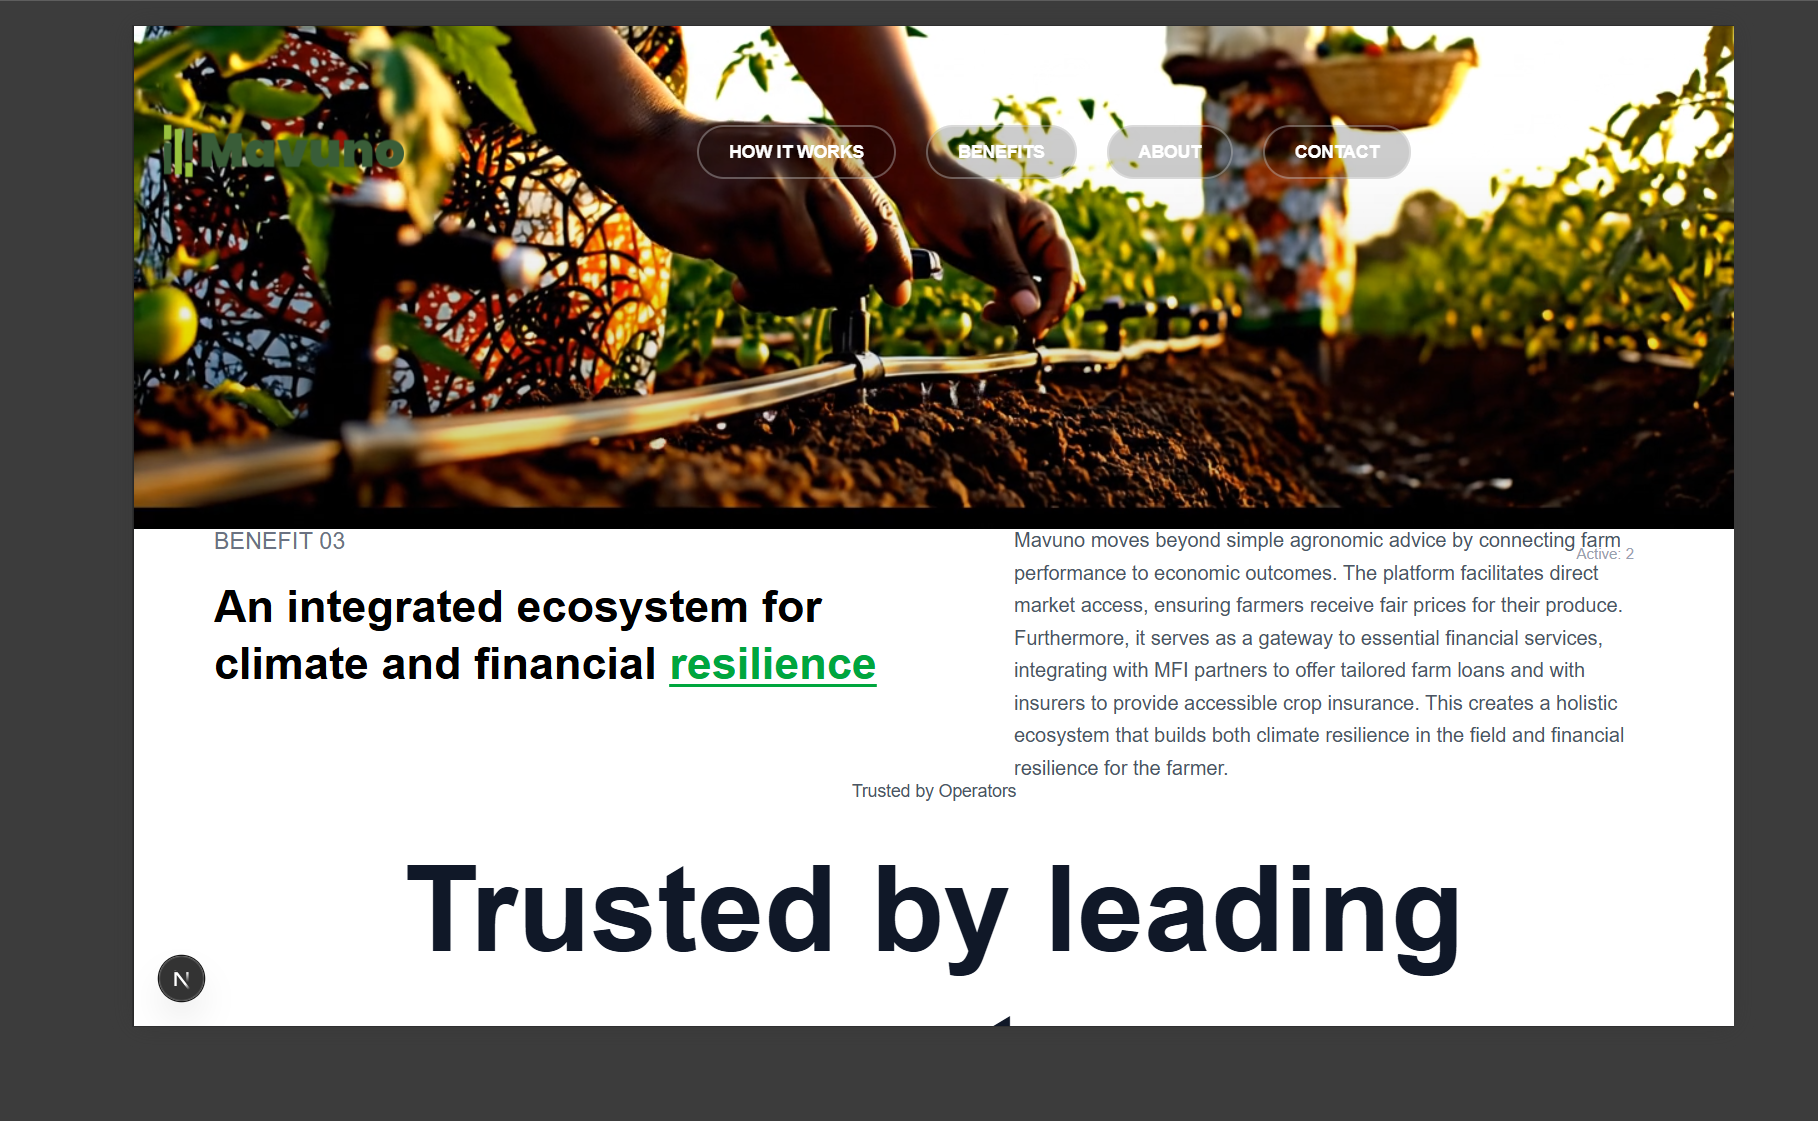 Mavuno
HOW IT WORKS
BENEFITS
ABOUT
CONTACT
BENEFIT 03
An integrated ecosystem for
climate and financial resilience
Mavuno moves beyond simple agronomic advice by connecting farm
Active: 2
performance to economic outcomes. The platform facilitates direct
market access, ensuring farmers receive fair prices for their produce.
Furthermore, it serves as a gateway to essential financial services,
integrating with MFI partners to offer tailored farm loans and with
insurers to provide accessible crop insurance. This creates a holistic
ecosystem that builds both climate resilience in the field and financial
resilience for the farmer.
Trusted by Operators
Trusted by leading
N